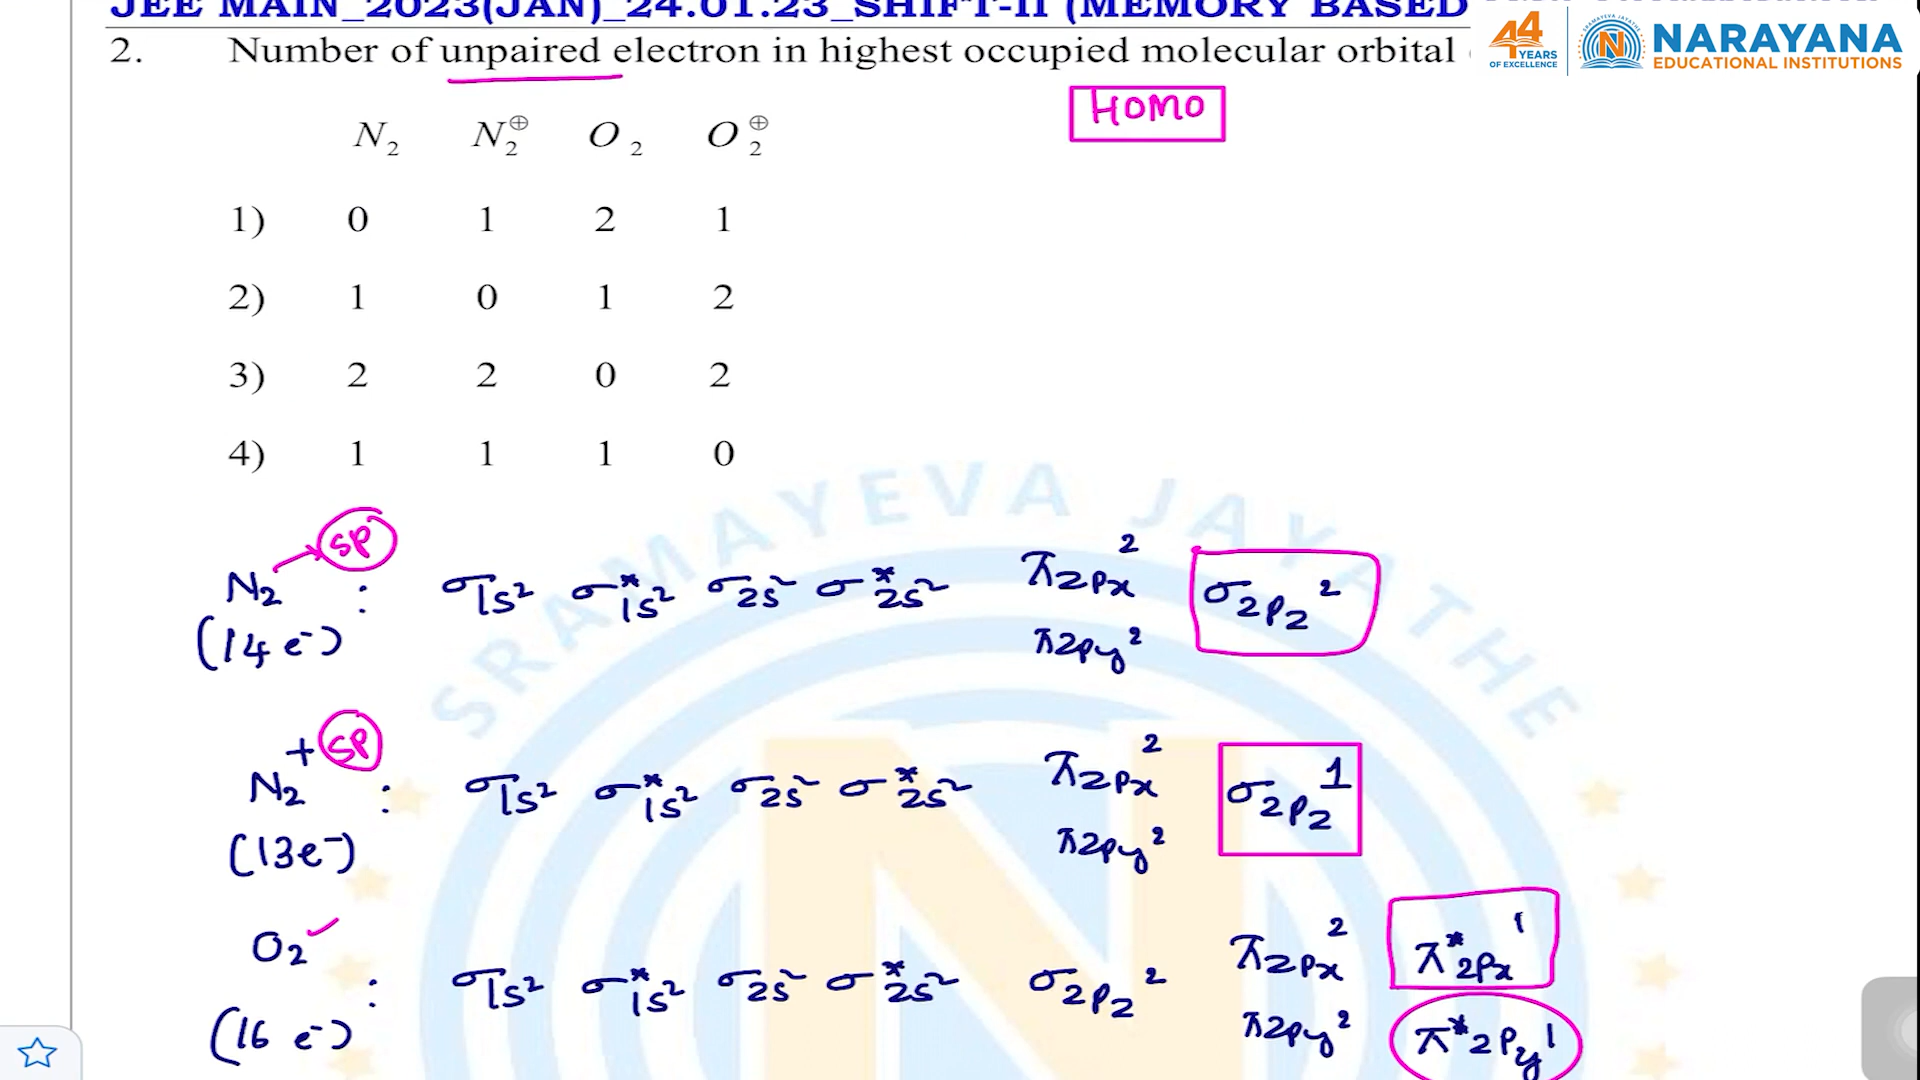 JEE MAIN_2023(JAN)_24.01.23_SHIFT-II (MEMORY BASED
44 YEARS OF EXCELLENCE
NARAYANA
EDUCATIONAL INSTITUTIONS
2. Number of unpaired electron in highest occupied molecular orbital
HOMO
N₂ N₂⊕ O₂ O₂⊕
1) 0 1 2 1
2) 1 0 1 2
3) 2 2 0 2
4) 1 1 1 0
SRAMAYEVA JAYATHE
SP
N₂ : σ1s² σ*1s² σ2s² σ*2s² π2px² σ2pz²
(14 e⁻) π2py²
SP
N₂⁺ : σ1s² σ*1s² σ2s² σ*2s² π2px² σ2pz¹
(13e⁻) π2py²
O₂ : σ1s² σ*1s² σ2s² σ*2s² σ2pz² π2px² π*2px¹
(16 e⁻) π2py² π*2py¹